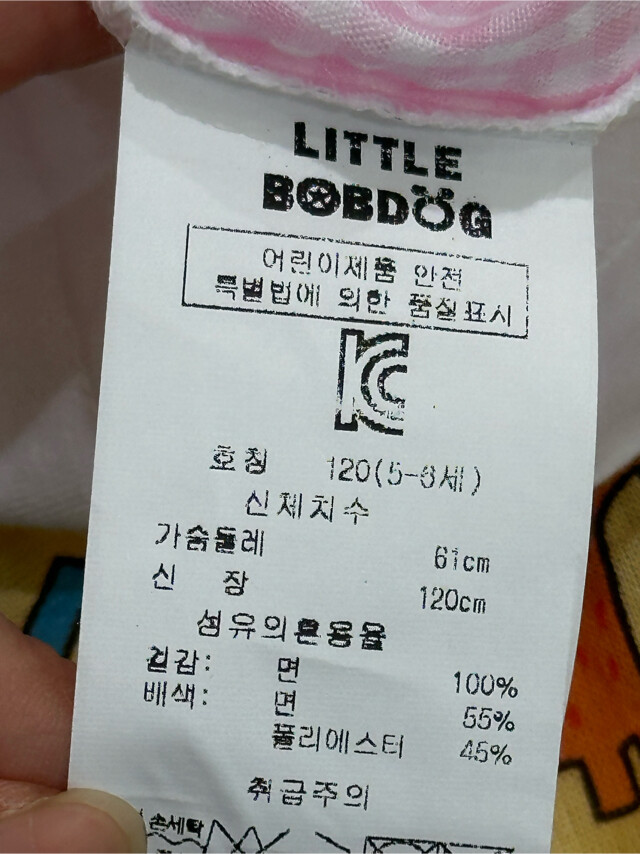 LITTLE
BOBDOG
어린이제품 안전
특별법에 의한 품질표시
KC
호칭 120(5-6세)
신체치수
가슴둘레 61cm
신 장 120cm
섬유의혼용율
겉감: 면 100%
배색: 면 55%
폴리에스터 45%
취급주의
손세탁